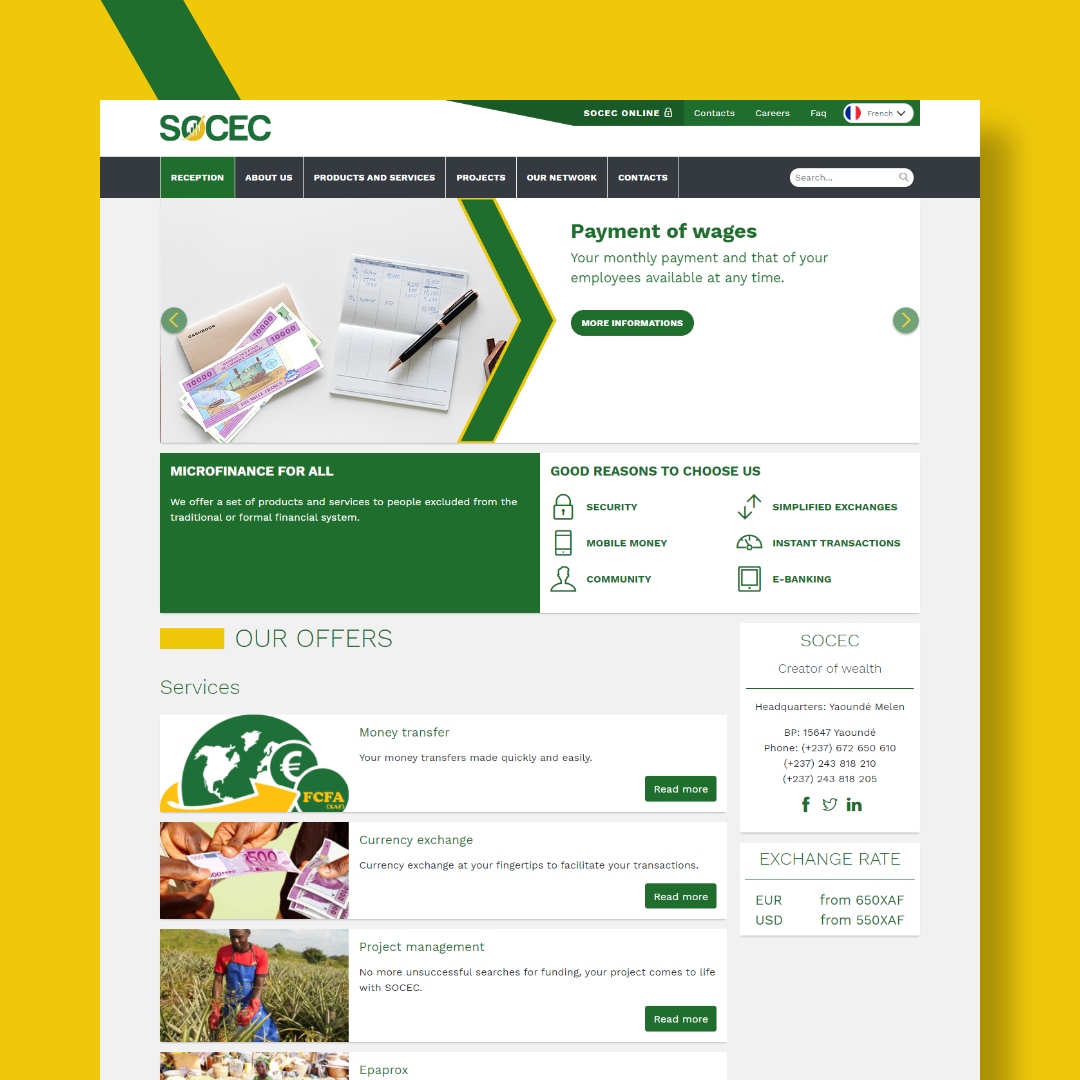 SOCEC
SOCEC ONLINE
Contacts
Careers
Faq
French
RECEPTION
ABOUT US
PRODUCTS AND SERVICES
PROJECTS
OUR NETWORK
CONTACTS
Search...
CASHBOOK
10000
10000
10000
Payment of wages
Your monthly payment and that of your
employees available at any time.
MORE INFORMATIONS
MICROFINANCE FOR ALL
We offer a set of products and services to people excluded from the
traditional or formal financial system.
GOOD REASONS TO CHOOSE US
SECURITY
SIMPLIFIED EXCHANGES
MOBILE MONEY
INSTANT TRANSACTIONS
COMMUNITY
E-BANKING
OUR OFFERS
Services
Money transfer
Your money transfers made quickly and easily.
Read more
€
FCFA
(XAF)
Currency exchange
Currency exchange at your fingertips to facilitate your transactions.
Read more
500
Project management
No more unsuccessful searches for funding, your project comes to life
with SOCEC.
Read more
Epaprox
SOCEC
Creator of wealth
Headquarters: Yaoundé Melen
BP: 15647 Yaoundé
Phone: (+237) 672 650 610
(+237) 243 818 210
(+237) 243 818 205
EXCHANGE RATE
EUR from 650XAF
USD from 550XAF